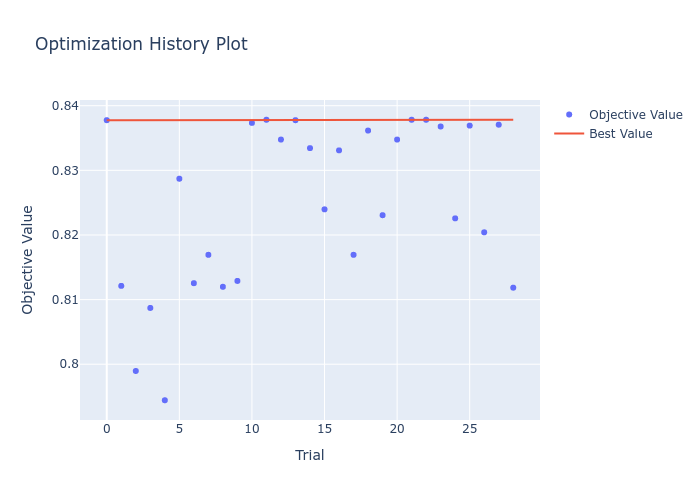 Optimization History Plot
Objective Value
Best Value
0.84
0.83
0.82
0.81
0.8
Objective Value
0
5
10
15
20
25
Trial